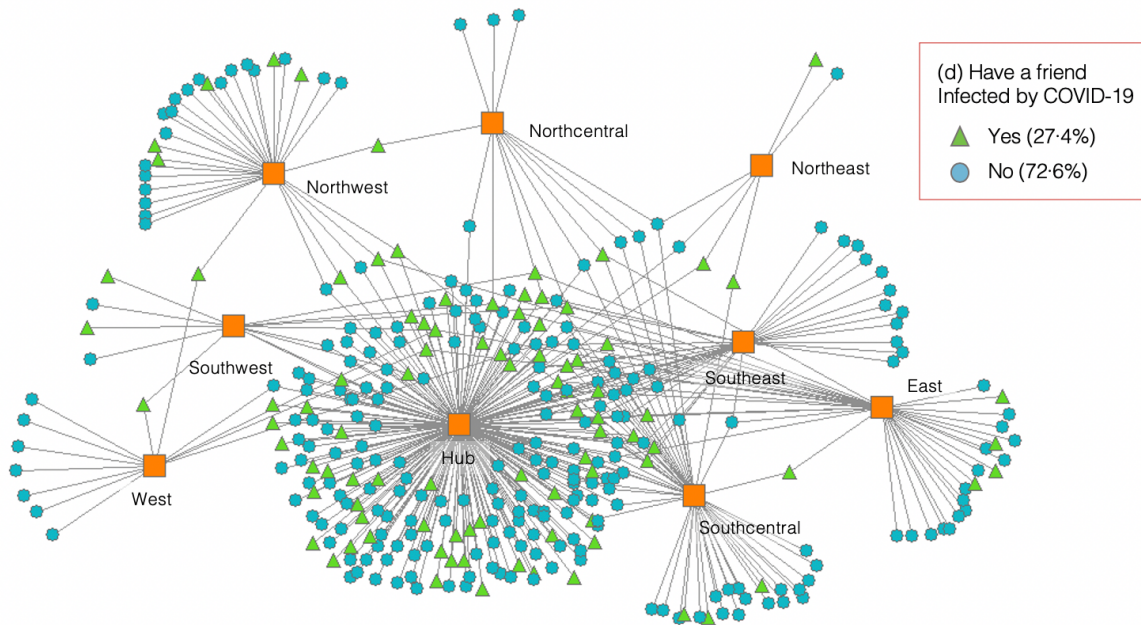 (d) Have a friend
Infected by COVID-19
Yes (27·4%)
No (72·6%)
Northcentral
Northeast
Northwest
Southwest
Southeast
East
Hub
West
Southcentral